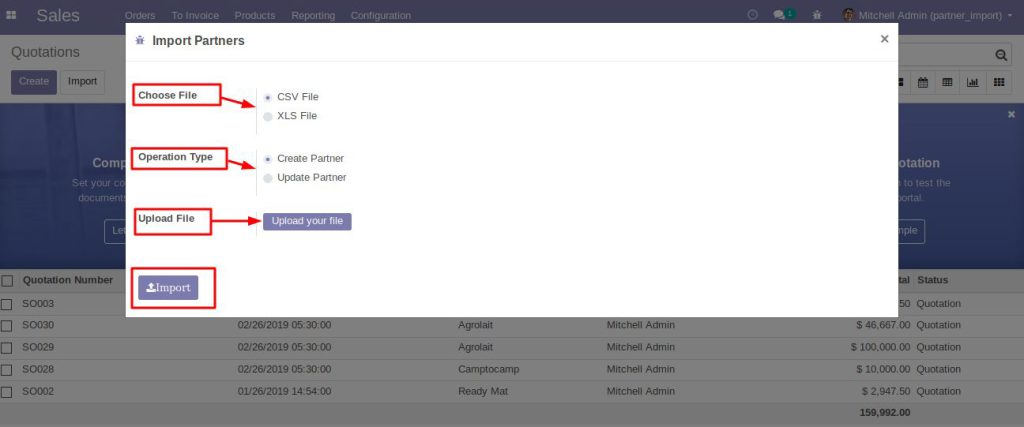 Sales Orders To Invoice Products Reporting Configuration 1 Mitchell Admin (partner_import)
Quotations
Create Import
Import Partners ×
Choose File
CSV File
XLS File
Operation Type
Create Partner
Update Partner
Upload File
Upload your file
Import
Comp otation
Set your co n to test the
documents portal.
Let mple
Quotation Number tal Status
SO003 50 Quotation
SO030 02/26/2019 05:30:00 Agrolait Mitchell Admin $ 46,667.00 Quotation
SO029 02/26/2019 05:30:00 Agrolait Mitchell Admin $ 100,000.00 Quotation
SO028 02/26/2019 05:30:00 Camptocamp Mitchell Admin $ 10,000.00 Quotation
SO002 01/26/2019 14:54:00 Ready Mat Mitchell Admin $ 2,947.50 Quotation
159,992.00